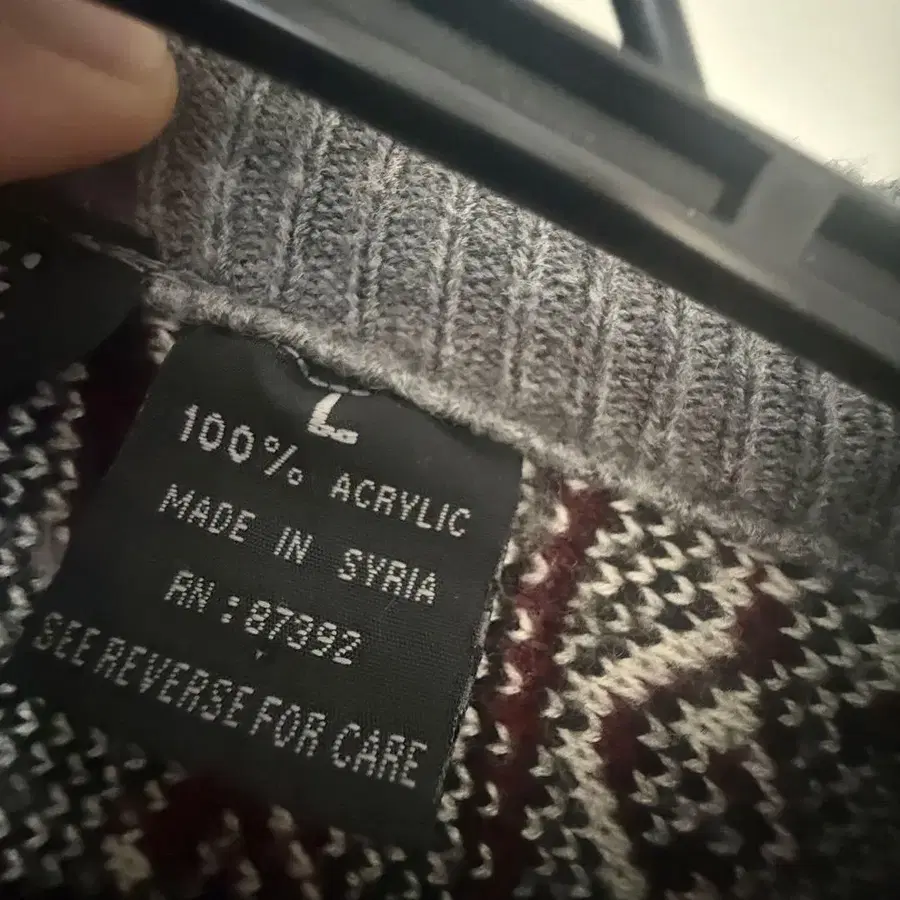 L
100% ACRYLIC
MADE IN SYRIA
RN : 87392
SEE REVERSE FOR CARE